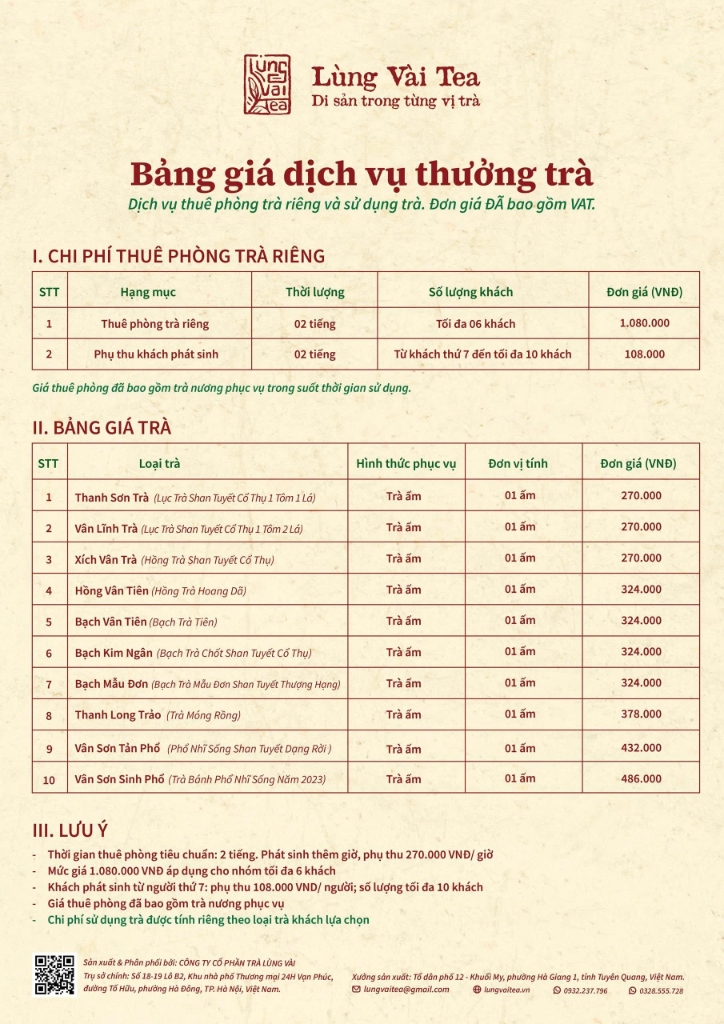 Lùng Vài Tea
Lùng Vài Tea
Di sản trong từng vị trà
Bảng giá dịch vụ thưởng trà
Dịch vụ thuê phòng trà riêng và sử dụng trà. Đơn giá ĐÃ bao gồm VAT.
I. CHI PHÍ THUÊ PHÒNG TRÀ RIÊNG
STT Hạng mục Thời lượng Số lượng khách Đơn giá (VNĐ)
1 Thuê phòng trà riêng 02 tiếng Tối đa 06 khách 1.080.000
2 Phụ thu khách phát sinh 02 tiếng Từ khách thứ 7 đến tối đa 10 khách 108.000
Giá thuê phòng đã bao gồm trà nương phục vụ trong suốt thời gian sử dụng.
II. BẢNG GIÁ TRÀ
STT Loại trà Hình thức phục vụ Đơn vị tính Đơn giá (VNĐ)
1 Thanh Sơn Trà (Lục Trà Shan Tuyết Cổ Thụ 1 Tôm 1 Lá) Trà ấm 01 ấm 270.000
2 Vân Lĩnh Trà (Lục Trà Shan Tuyết Cổ Thụ 1 Tôm 2 Lá) Trà ấm 01 ấm 270.000
3 Xích Vân Trà (Hồng Trà Shan Tuyết Cổ Thụ) Trà ấm 01 ấm 270.000
4 Hồng Vân Tiên (Hồng Trà Hoang Dã) Trà ấm 01 ấm 324.000
5 Bạch Vân Tiên (Bạch Trà Tiên) Trà ấm 01 ấm 324.000
6 Bạch Kim Ngân (Bạch Trà Chốt Shan Tuyết Cổ Thụ) Trà ấm 01 ấm 324.000
7 Bạch Mẫu Đơn (Bạch Trà Mẫu Đơn Shan Tuyết Thượng Hạng) Trà ấm 01 ấm 324.000
8 Thanh Long Trảo (Trà Móng Rồng) Trà ấm 01 ấm 378.000
9 Vân Sơn Tản Phổ (Phổ Nhĩ Sống Shan Tuyết Dạng Rời ) Trà ấm 01 ấm 432.000
10 Vân Sơn Sinh Phổ (Trà Bánh Phổ Nhĩ Sống Năm 2023) Trà ấm 01 ấm 486.000
III. LƯU Ý
- Thời gian thuê phòng tiêu chuẩn: 2 tiếng. Phát sinh thêm giờ, phụ thu 270.000 VNĐ/ giờ
- Mức giá 1.080.000 VNĐ áp dụng cho nhóm tối đa 6 khách
- Khách phát sinh từ người thứ 7: phụ thu 108.000 VND/ người; số lượng tối đa 10 khách
- Giá thuê phòng đã bao gồm trà nương phục vụ
- Chi phí sử dụng trà được tính riêng theo loại trà khách lựa chọn
Sản xuất & Phân phối bởi: CÔNG TY CỔ PHẦN TRÀ LÙNG VÀI
Trụ sở chính: Số 18-19 Lô B2, Khu nhà phố Thương mại 24H Vạn Phúc,
đường Tố Hữu, phường Hà Đông, TP. Hà Nội, Việt Nam.
Xưởng sản xuất: Tổ dân phố 12 - Khuổi My, phường Hà Giang 1, tỉnh Tuyên Quang, Việt Nam.
lungvaitea@gmail.com lungvaitea.vn 0932.237.796 0328.555.728